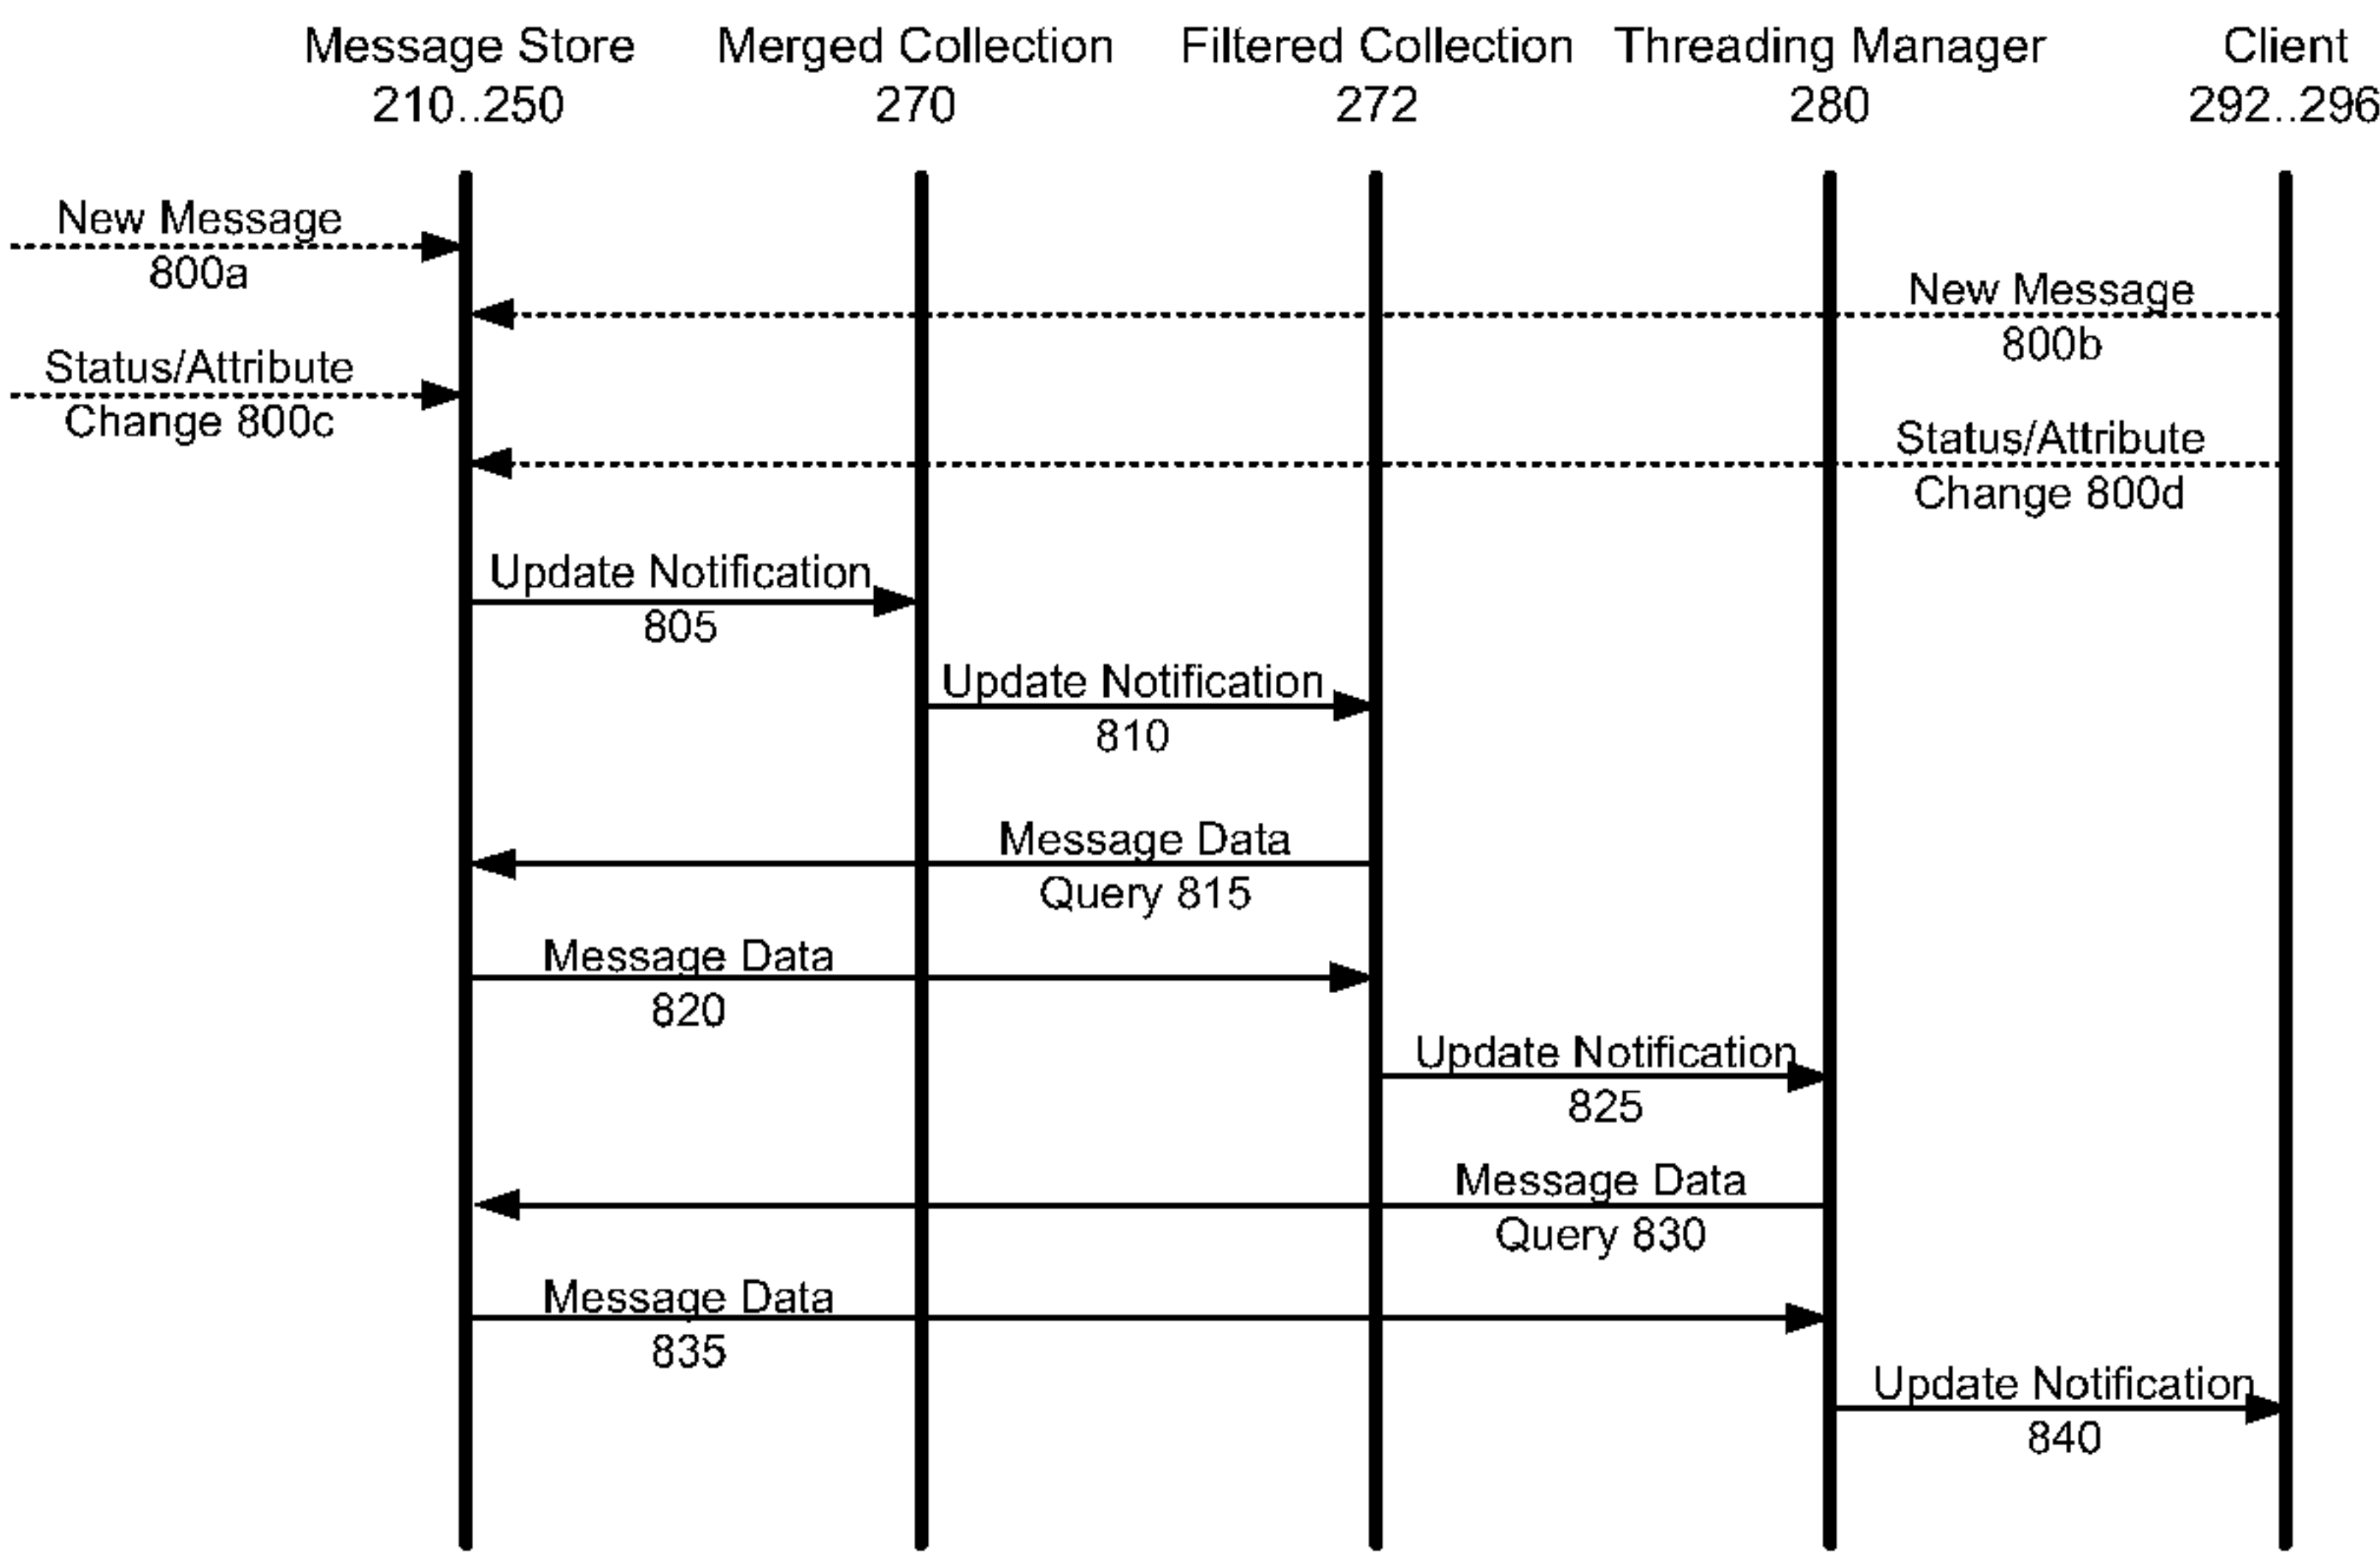 Message Store
210..250
Merged Collection
270
Filtered Collection
272
Threading Manager
280
Client
292..296
New Message
800a
New Message
800b
Status/Attribute
Change 800c
Status/Attribute
Change 800d
Update Notification
805
Update Notification
810
Message Data
Query 815
Message Data
820
Update Notification
825
Message Data
Query 830
Message Data
835
Update Notification
840